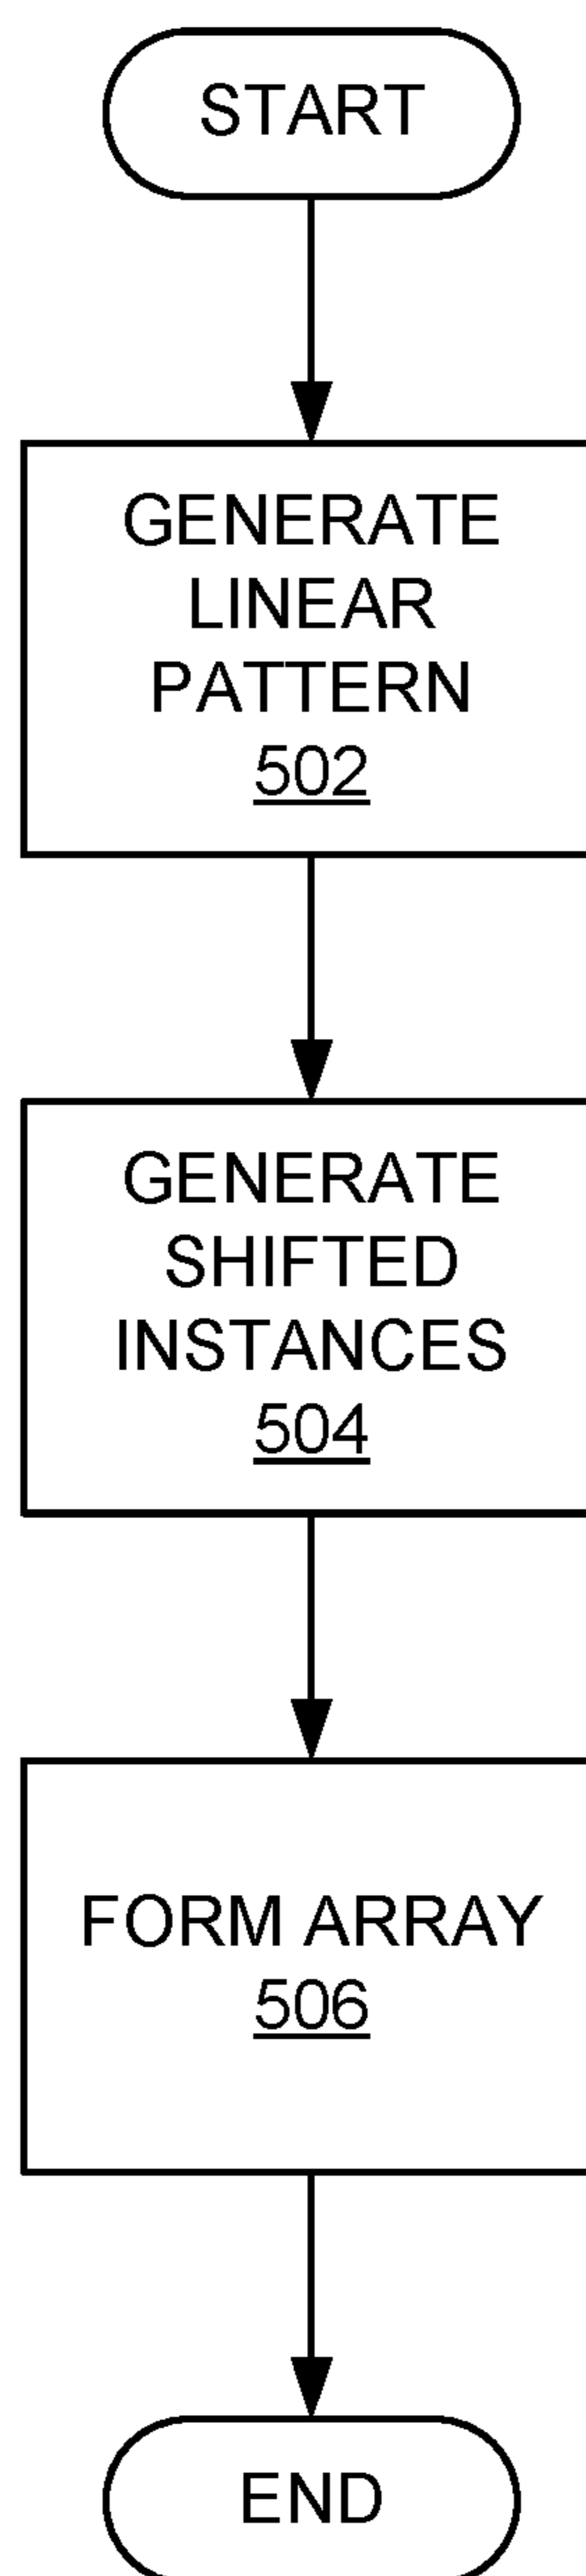 START
GENERATE
LINEAR
PATTERN
502
GENERATE
SHIFTED
INSTANCES
504
FORM ARRAY
506
END